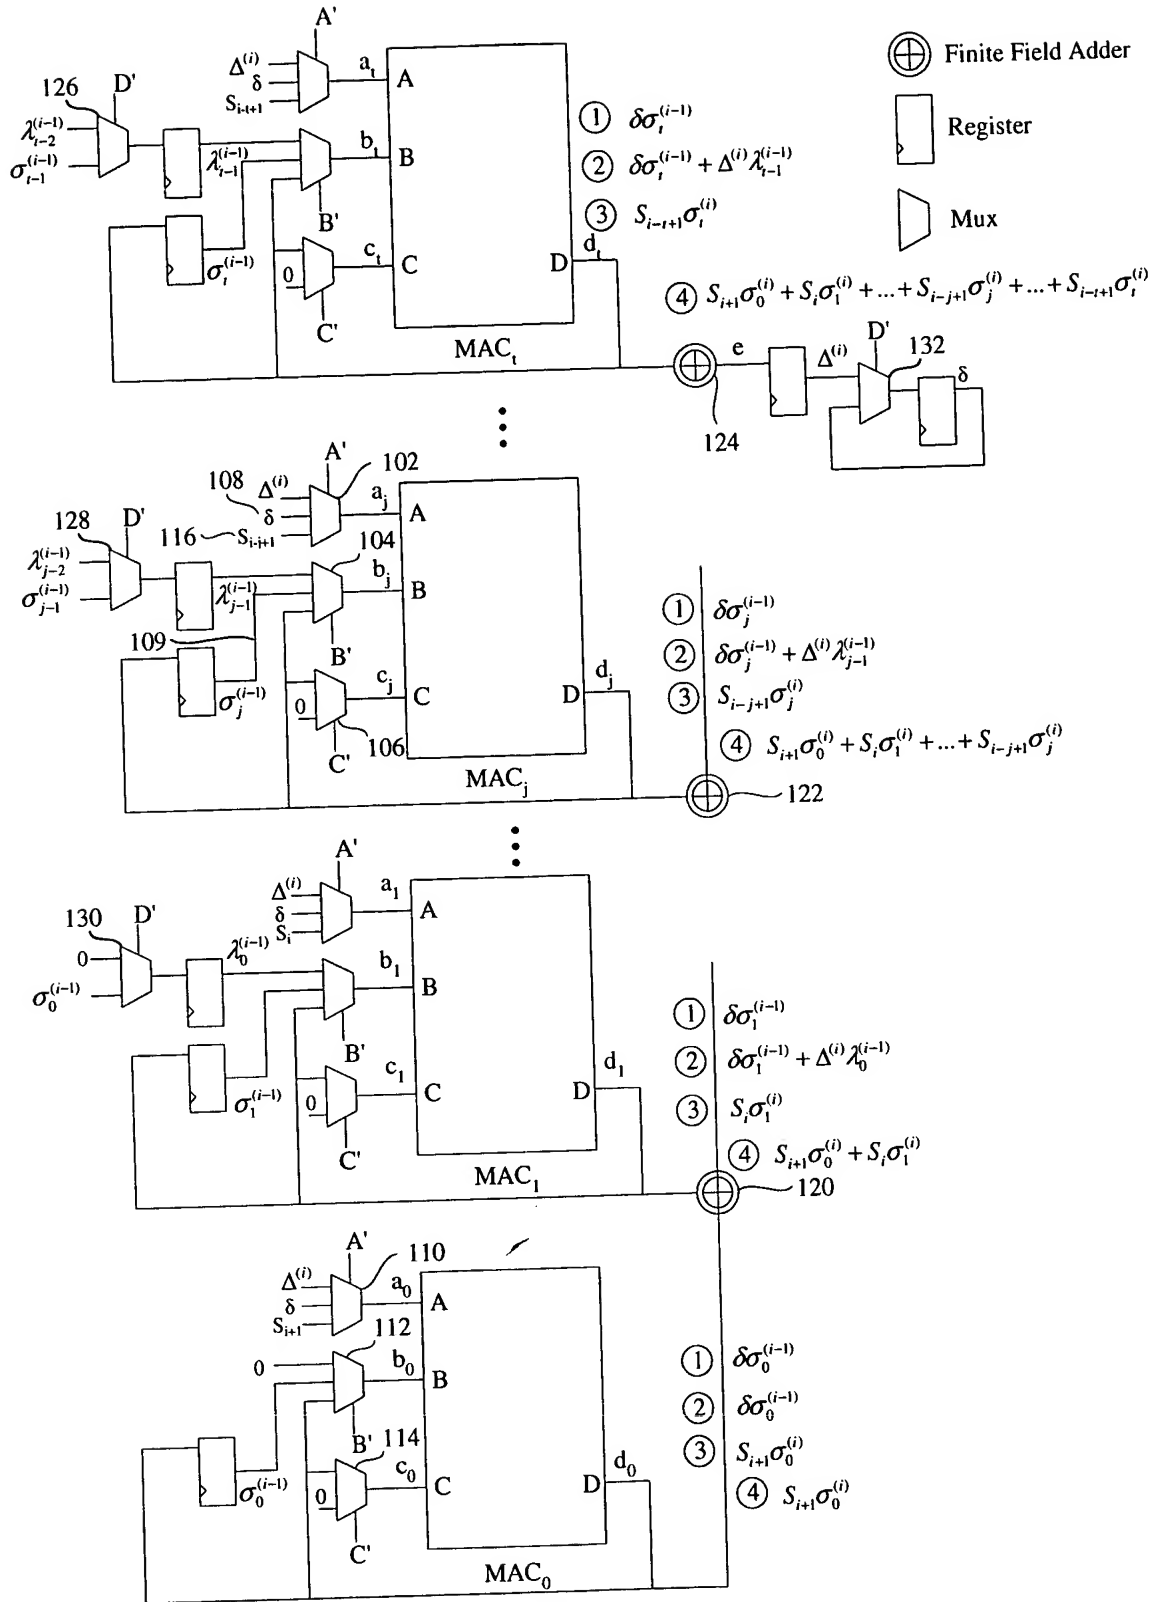 A'
Δ^(i)
δ
S_{i-t+1}
a_t
A
126
D'
λ_{t-2}^{(i-1)}
σ_{t-1}^{(i-1)}
λ_{t-1}^{(i-1)}
b_t
B
B'
σ_t^{(i-1)}
0
c_t
C
C'
D
d_t
MAC_t
① δσ_t^{(i-1)}
② δσ_t^{(i-1)} + Δ^{(i)}λ_{t-1}^{(i-1)}
③ S_{i-t+1}σ_t^{(i)}
④ S_{i+1}σ_0^{(i)} + S_iσ_1^{(i)} + ... + S_{i-j+1}σ_j^{(i)} + ... + S_{i-t+1}σ_t^{(i)}
Finite Field Adder
Register
Mux
e
124
Δ^(i)
D'
132
δ
A'
102
108
Δ^(i)
δ
116
S_{i-i+1}
a_j
A
128
D'
λ_{j-2}^{(i-1)}
σ_{j-1}^{(i-1)}
λ_{j-1}^{(i-1)}
104
b_j
B
109
B'
σ_j^{(i-1)}
0
c_j
C
106
C'
D
d_j
MAC_j
① δσ_j^{(i-1)}
② δσ_j^{(i-1)} + Δ^{(i)}λ_{j-1}^{(i-1)}
③ S_{i-j+1}σ_j^{(i)}
④ S_{i+1}σ_0^{(i)} + S_iσ_1^{(i)} + ... + S_{i-j+1}σ_j^{(i)}
122
A'
Δ^(i)
δ
S_i
a_1
A
130
D'
0
σ_0^{(i-1)}
λ_0^{(i-1)}
b_1
B
B'
σ_1^{(i-1)}
0
c_1
C
C'
D
d_1
MAC_1
① δσ_1^{(i-1)}
② δσ_1^{(i-1)} + Δ^{(i)}λ_0^{(i-1)}
③ S_iσ_1^{(i)}
④ S_{i+1}σ_0^{(i)} + S_iσ_1^{(i)}
120
A'
110
Δ^(i)
δ
S_{i+1}
a_0
A
112
0
b_0
B
B'
σ_0^{(i-1)}
114
0
c_0
C
C'
D
d_0
MAC_0
① δσ_0^{(i-1)}
② δσ_0^{(i-1)}
③ S_{i+1}σ_0^{(i)}
④ S_{i+1}σ_0^{(i)}